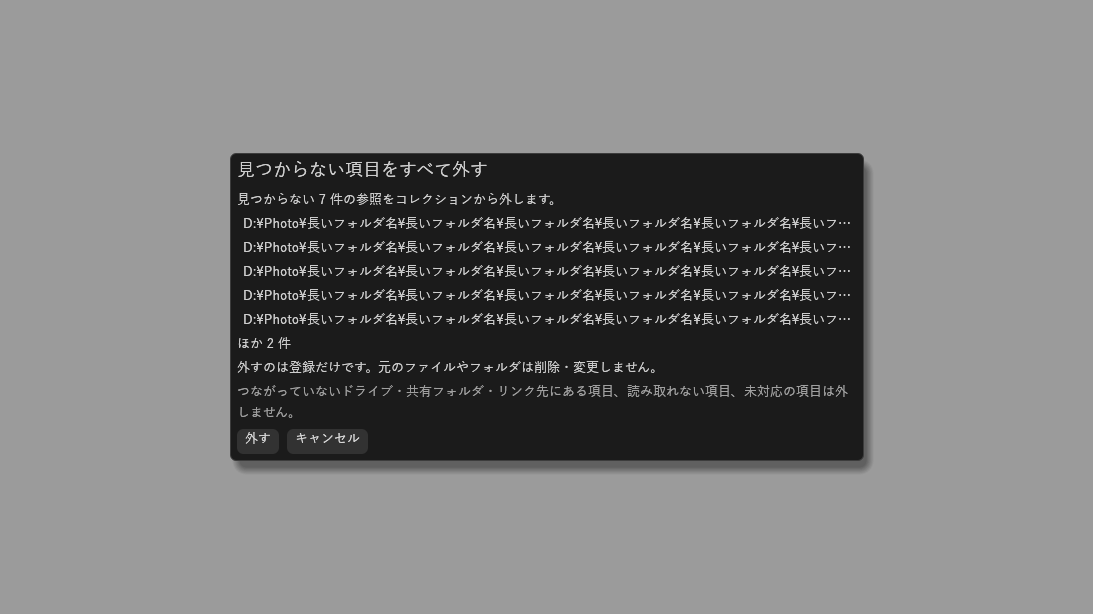 見つからない項目をすべて外す
見つからない 7 件の参照をコレクションから外します。
D:¥Photo¥長いフォルダ名¥長いフォルダ名¥長いフォルダ名¥長いフォルダ名¥長いフォルダ名¥長いフ…
D:¥Photo¥長いフォルダ名¥長いフォルダ名¥長いフォルダ名¥長いフォルダ名¥長いフォルダ名¥長いフ…
D:¥Photo¥長いフォルダ名¥長いフォルダ名¥長いフォルダ名¥長いフォルダ名¥長いフォルダ名¥長いフ…
D:¥Photo¥長いフォルダ名¥長いフォルダ名¥長いフォルダ名¥長いフォルダ名¥長いフォルダ名¥長いフ…
D:¥Photo¥長いフォルダ名¥長いフォルダ名¥長いフォルダ名¥長いフォルダ名¥長いフォルダ名¥長いフ…
ほか 2 件
外すのは登録だけです。元のファイルやフォルダは削除・変更しません。
つながっていないドライブ・共有フォルダ・リンク先にある項目、読み取れない項目、未対応の項目は外
しません。
外す キャンセル